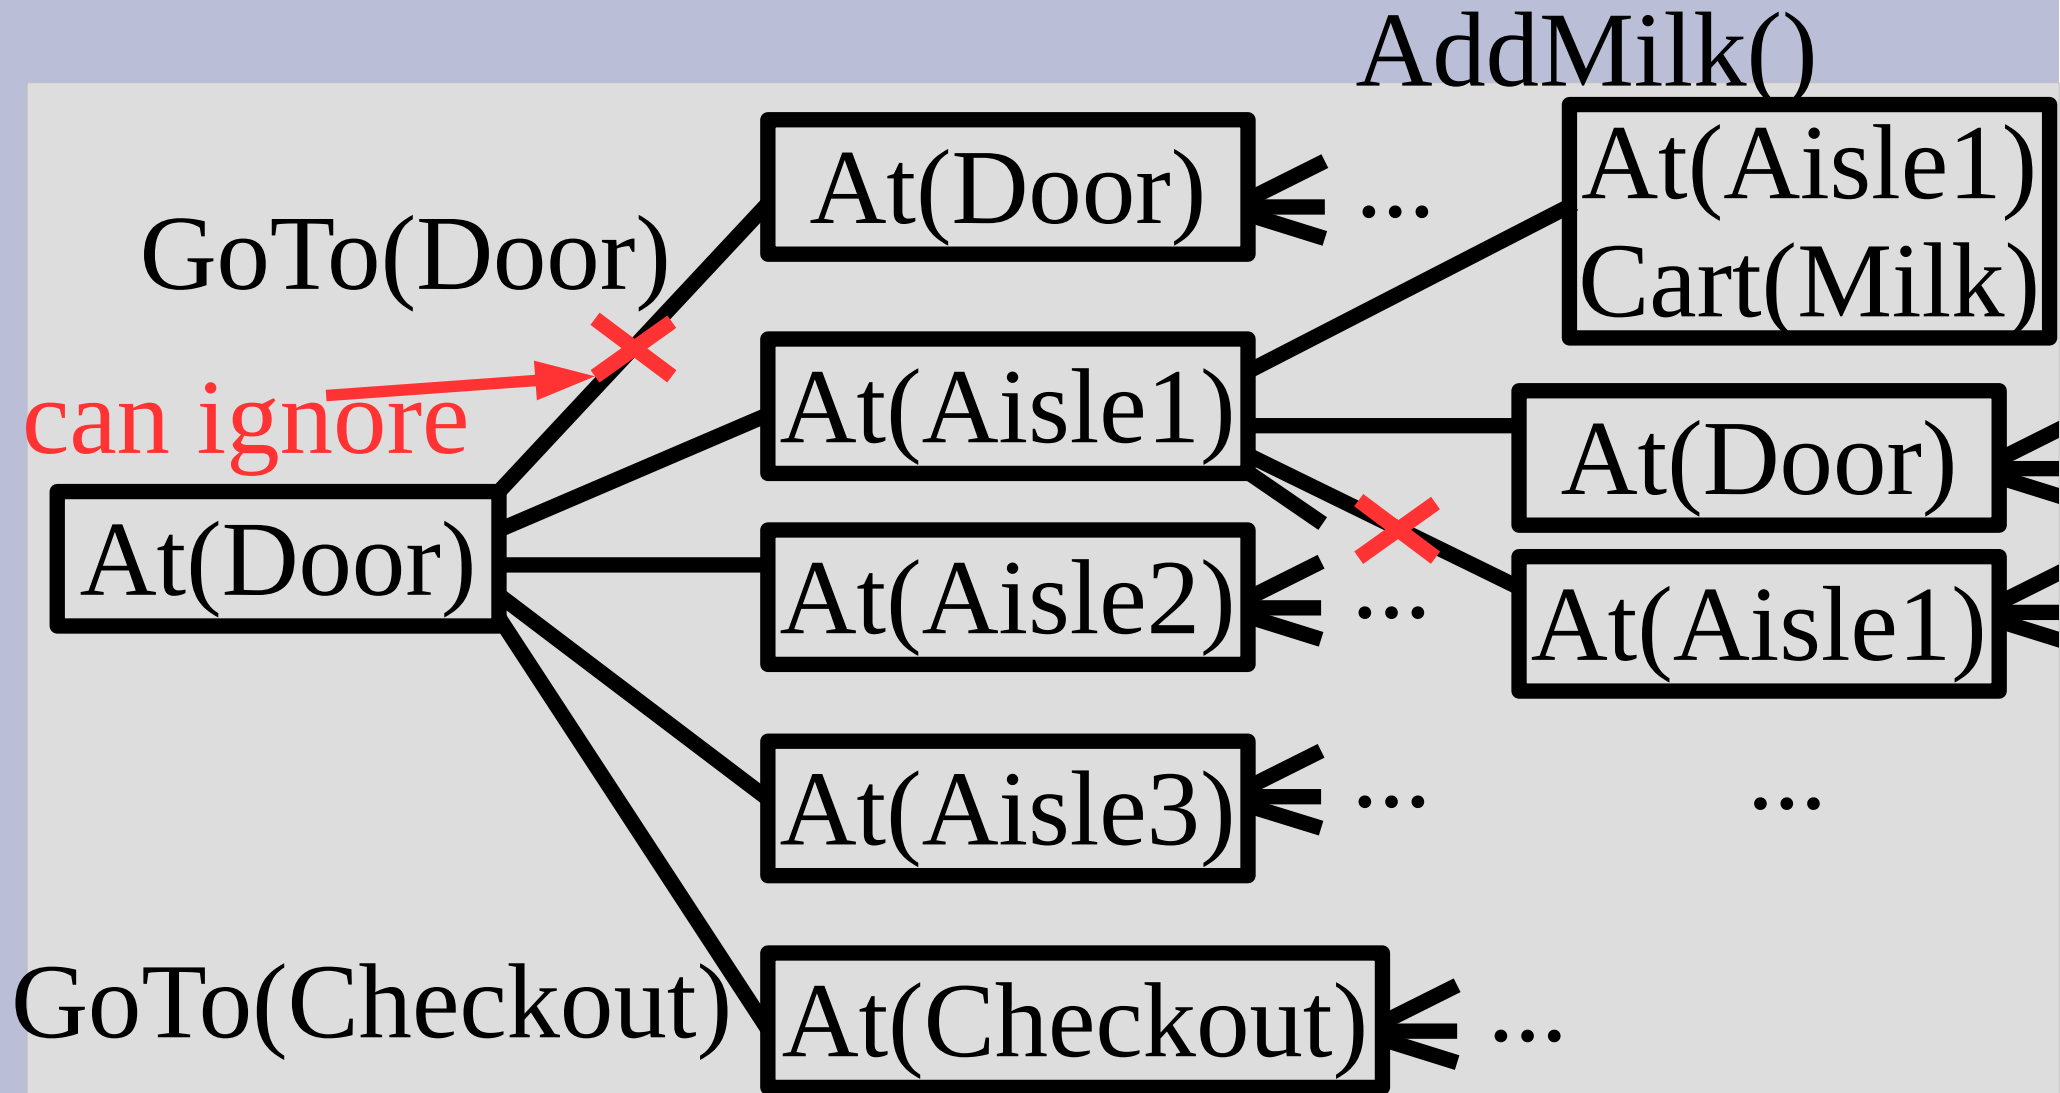 AddMilk()
At(Door)
...
At(Aisle1)
Cart(Milk)
GoTo(Door)
can ignore
At(Aisle1)
At(Door)
At(Door)
At(Aisle2)
...
At(Aisle1)
At(Aisle3)
...
...
GoTo(Checkout)
At(Checkout)
...